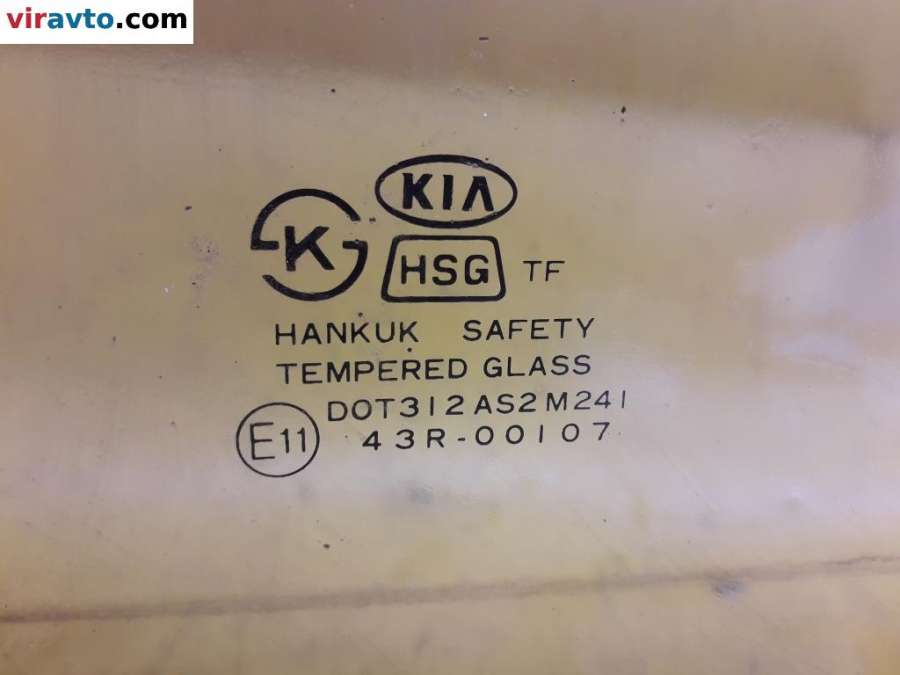 viravto.com
KIA
K
HSG TF
HANKUK SAFETY
TEMPERED GLASS
DOT312 AS2 M241
E11 43R-00107